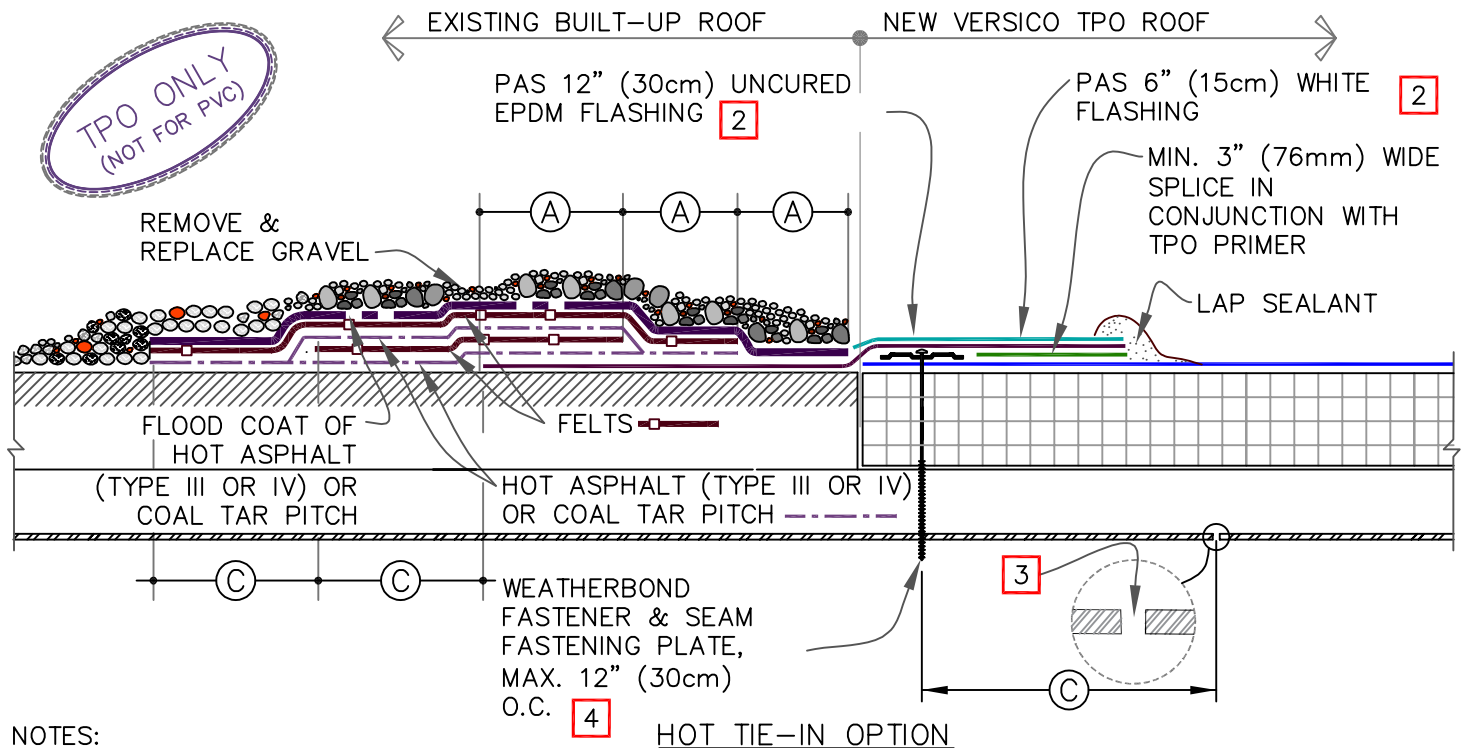 EXISTING BUILT-UP ROOF
NEW VERSICO TPO ROOF
TPO ONLY
(NOT FOR PVC)
PAS 12" (30cm) UNCURED
EPDM FLASHING 2
PAS 6" (15cm) WHITE
FLASHING
2
MIN. 3" (76mm) WIDE
SPLICE IN
CONJUNCTION WITH
TPO PRIMER
A
A
A
REMOVE &
REPLACE GRAVEL
LAP SEALANT
FLOOD COAT OF
HOT ASPHALT
(TYPE III OR IV) OR
COAL TAR PITCH
FELTS
HOT ASPHALT (TYPE III OR IV)
OR COAL TAR PITCH
C
C
WEATHERBOND
FASTENER & SEAM
FASTENING PLATE,
MAX. 12" (30cm)
O.C. 4
3
C
NOTES:
HOT TIE-IN OPTION